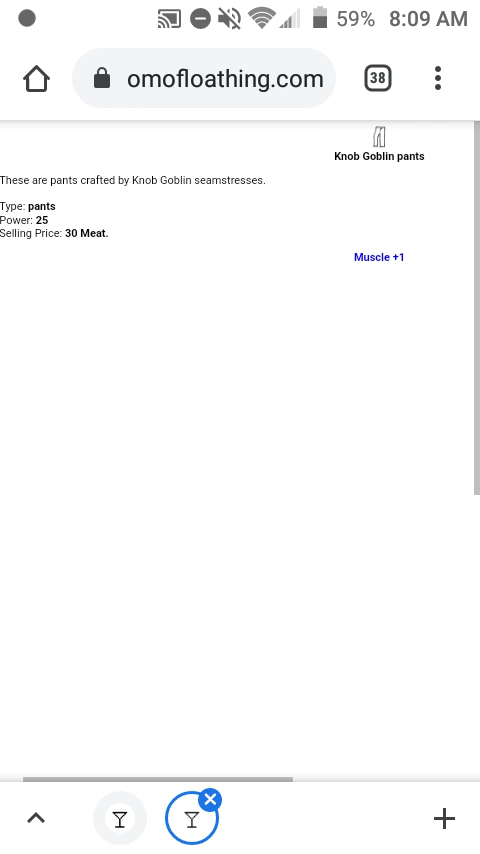 59% 8:09 AM
omofloathing.com
38
Knob Goblin pants
These are pants crafted by Knob Goblin seamstresses.
Type: pants
Power: 25
Selling Price: 30 Meat.
Muscle +1